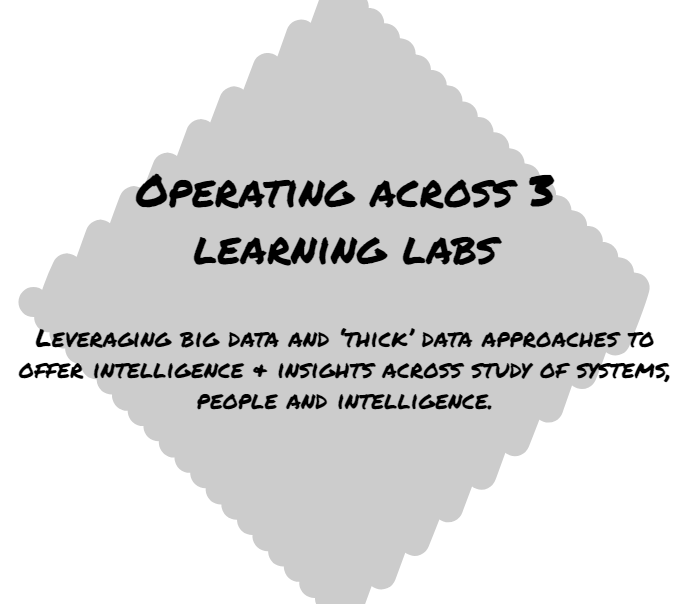 Operating across 3
learning labs
Leveraging big data and 'thick' data approaches to
offer intelligence + insights across study of systems,
people and intelligence.